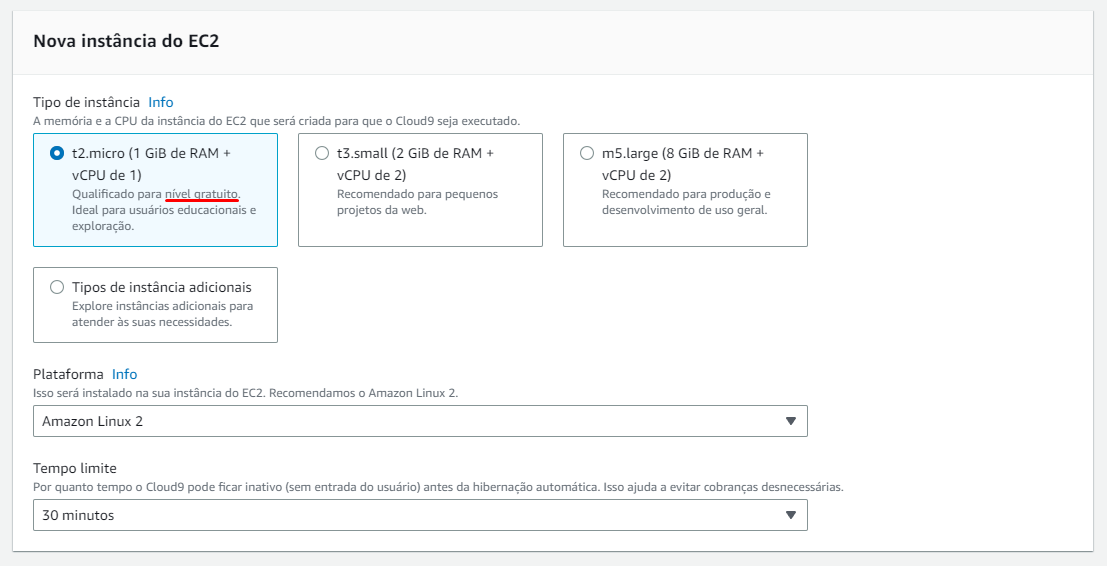 Nova instância do EC2
Tipo de instância Info
A memória e a CPU da instância do EC2 que será criada para que o Cloud9 seja executado.
t2.micro (1 GiB de RAM +
vCPU de 1)
Qualificado para nível gratuito.
Ideal para usuários educacionais e
exploração.
t3.small (2 GiB de RAM +
vCPU de 2)
Recomendado para pequenos
projetos da web.
m5.large (8 GiB de RAM +
vCPU de 2)
Recomendado para produção e
desenvolvimento de uso geral.
Tipos de instância adicionais
Explore instâncias adicionais para
atender às suas necessidades.
Plataforma Info
Isso será instalado na sua instância do EC2. Recomendamos o Amazon Linux 2.
Amazon Linux 2
Tempo limite
Por quanto tempo o Cloud9 pode ficar inativo (sem entrada do usuário) antes da hibernação automática. Isso ajuda a evitar cobranças desnecessárias.
30 minutos